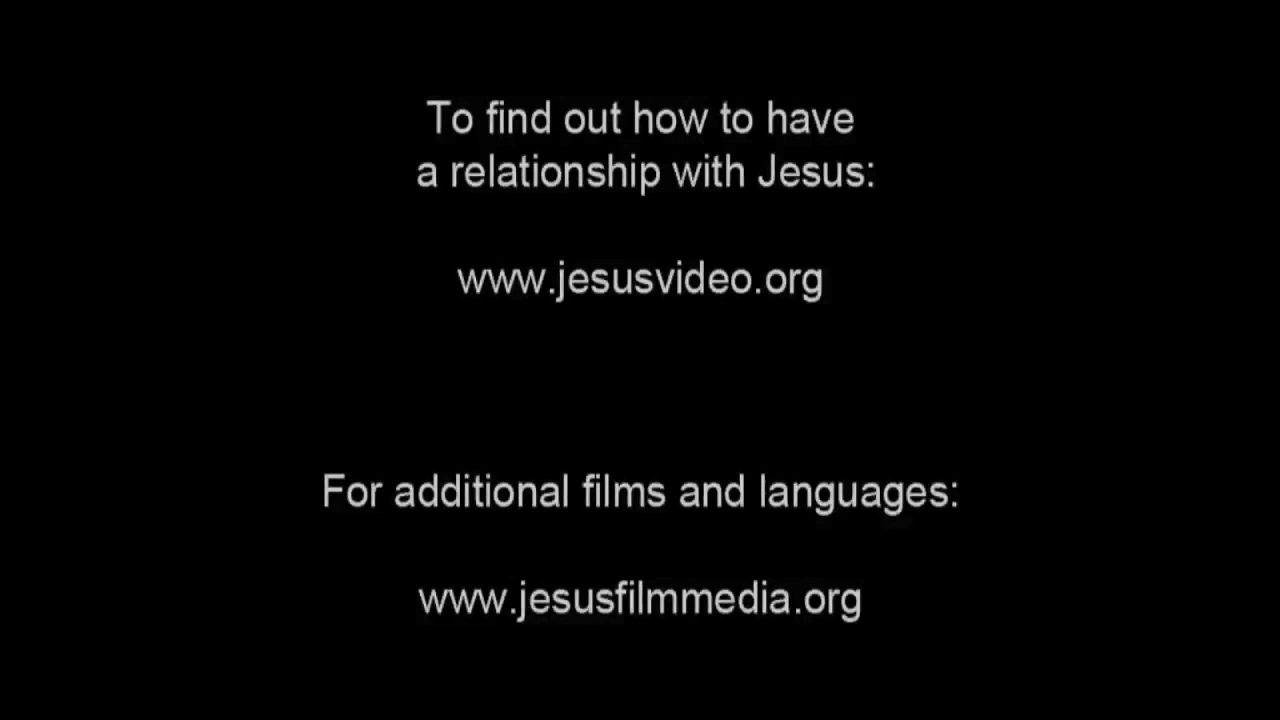 To find out how to have
a relationship with Jesus:
www.jesusvideo.org
For additional films and languages:
www.jesusfilmmedia.org